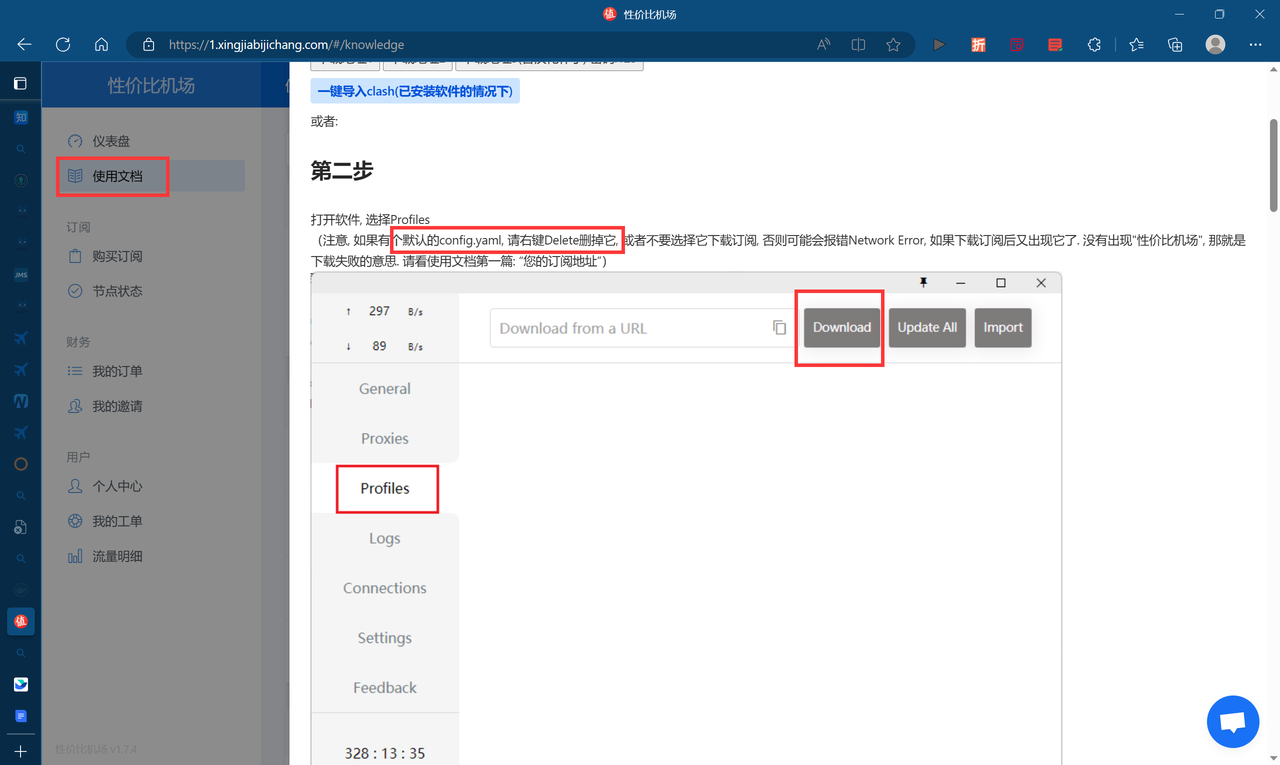 性价比机场
https://1.xingjiabijichang.com/#/knowledge
性价比机场
仪表盘
使用文档
订阅
购买订阅
节点状态
财务
我的订单
我的邀请
用户
个人中心
我的工单
流量明细
性价比机场 v1.7.4
知
JMS
值
折
一键导入clash(已安装软件的情况下)
或者:
第二步
打开软件, 选择Profiles
（注意, 如果有个默认的config.yaml, 请右键Delete删掉它, 或者不要选择它下载订阅, 否则可能会报错Network Error, 如果下载订阅后又出现它了. 没有出现"性价比机场", 那就是
下载失败的意思. 请看使用文档第一篇: “您的订阅地址”）
↑ 297 B/s
↓ 89 B/s
Download from a URL
Download
Update All
Import
General
Proxies
Profiles
Logs
Connections
Settings
Feedback
328 : 13 : 35